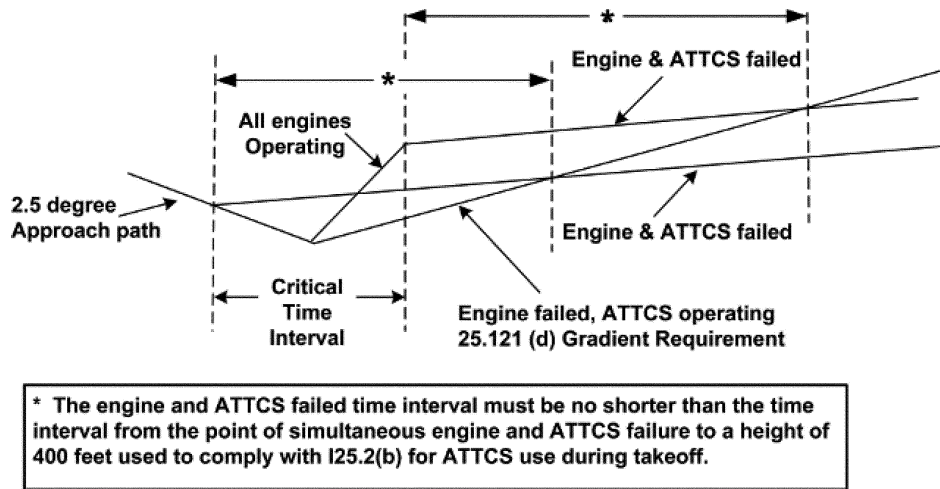 *
Engine & ATTCS failed
*
All engines
Operating
2.5 degree
Approach path
Engine & ATTCS failed
Critical
Time
Interval
Engine failed, ATTCS operating
25.121 (d) Gradient Requirement
* The engine and ATTCS failed time interval must be no shorter than the time
interval from the point of simultaneous engine and ATTCS failure to a height of
400 feet used to comply with I25.2(b) for ATTCS use during takeoff.